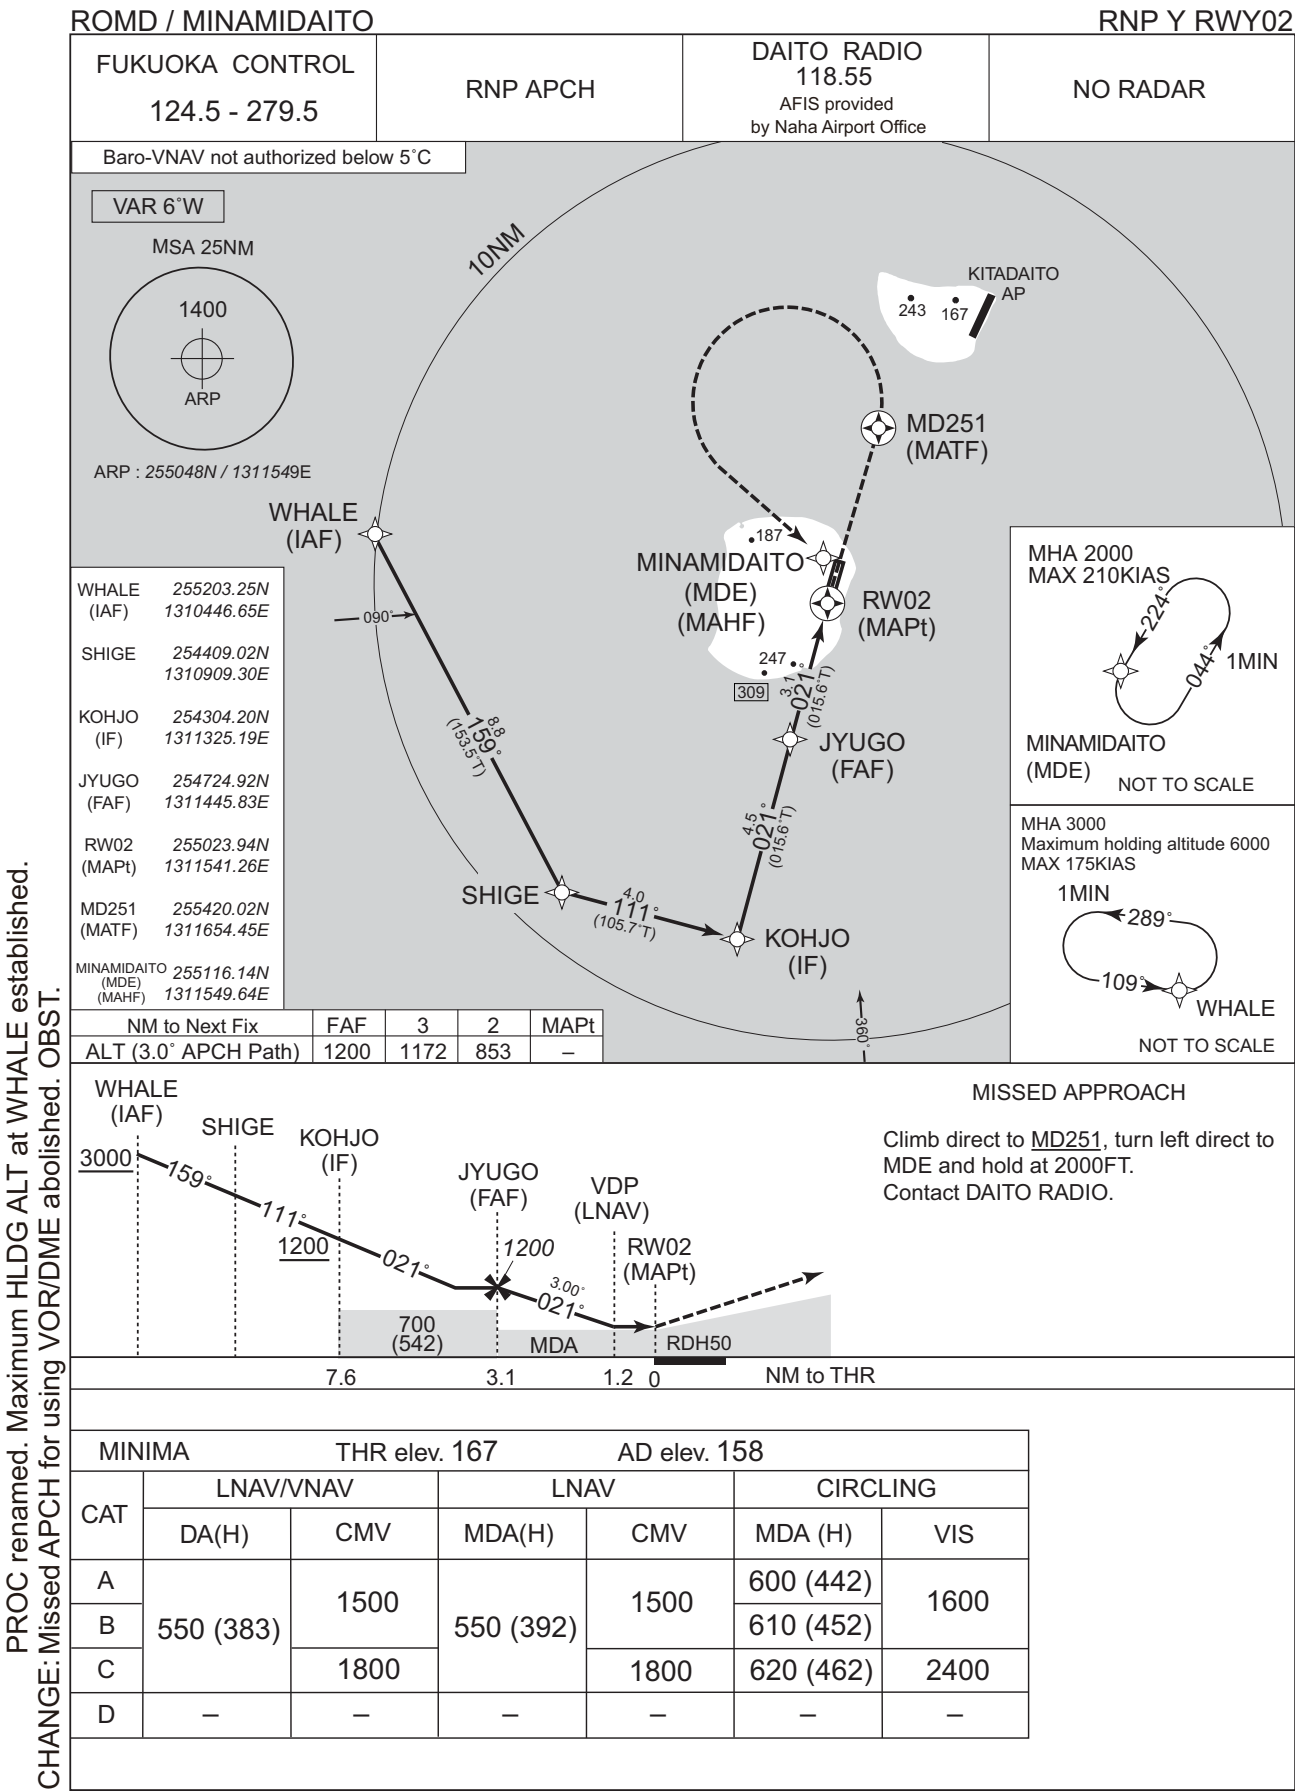 ROMD / MINAMIDAITO
RNP Y RWY02
FUKUOKA CONTROL
124.5 - 279.5
RNP APCH
DAITO RADIO
118.55
AFIS provided
by Naha Airport Office
NO RADAR
Baro-VNAV not authorized below 5˚C
VAR 6˚W
MSA 25NM
1400
ARP
ARP : 255048N / 1311549E
10NM
KITADAITO
AP
243
167
MD251
(MATF)
WHALE
(IAF)
187
MINAMIDAITO
(MDE)
(MAHF)
RW02
(MAPt)
090˚
247
309
3.1
021˚
(015.6˚T)
JYUGO
(FAF)
8.8
159˚
(153.5˚T)
4.5
021˚
(015.6˚T)
SHIGE
4.0
111˚
(105.7˚T)
KOHJO
(IF)
360˚
MHA 2000
MAX 210KIAS
224˚
044˚
1MIN
MINAMIDAITO
(MDE)
NOT TO SCALE
MHA 3000
Maximum holding altitude 6000
MAX 175KIAS
1MIN
289˚
109˚
WHALE
NOT TO SCALE
WHALE 255203.25N
(IAF) 1310446.65E
SHIGE 254409.02N
1310909.30E
KOHJO 254304.20N
(IF) 1311325.19E
JYUGO 254724.92N
(FAF) 1311445.83E
RW02 255023.94N
(MAPt) 1311541.26E
MD251 255420.02N
(MATF) 1311654.45E
MINAMIDAITO 255116.14N
(MDE)
(MAHF) 1311549.64E
NM to Next Fix FAF 3 2 MAPt
ALT (3.0˚ APCH Path) 1200 1172 853 –
WHALE
(IAF)
SHIGE
KOHJO
(IF)
JYUGO
(FAF)
VDP
(LNAV)
RW02
(MAPt)
3000
159˚
111˚
1200
021˚
1200
3.00˚
021˚
700
(542)
MDA
RDH50
7.6 3.1 1.2 0 NM to THR
MISSED APPROACH
Climb direct to MD251, turn left direct to
MDE and hold at 2000FT.
Contact DAITO RADIO.
MINIMA THR elev. 167 AD elev. 158
CAT LNAV/VNAV LNAV CIRCLING
DA(H) CMV MDA(H) CMV MDA (H) VIS
A 550 (383) 1500 550 (392) 1500 600 (442) 1600
B 610 (452)
C 1800 1800 620 (462) 2400
D – – – – – –
PROC renamed. Maximum HLDG ALT at WHALE established.
CHANGE: Missed APCH for using VOR/DME abolished. OBST.